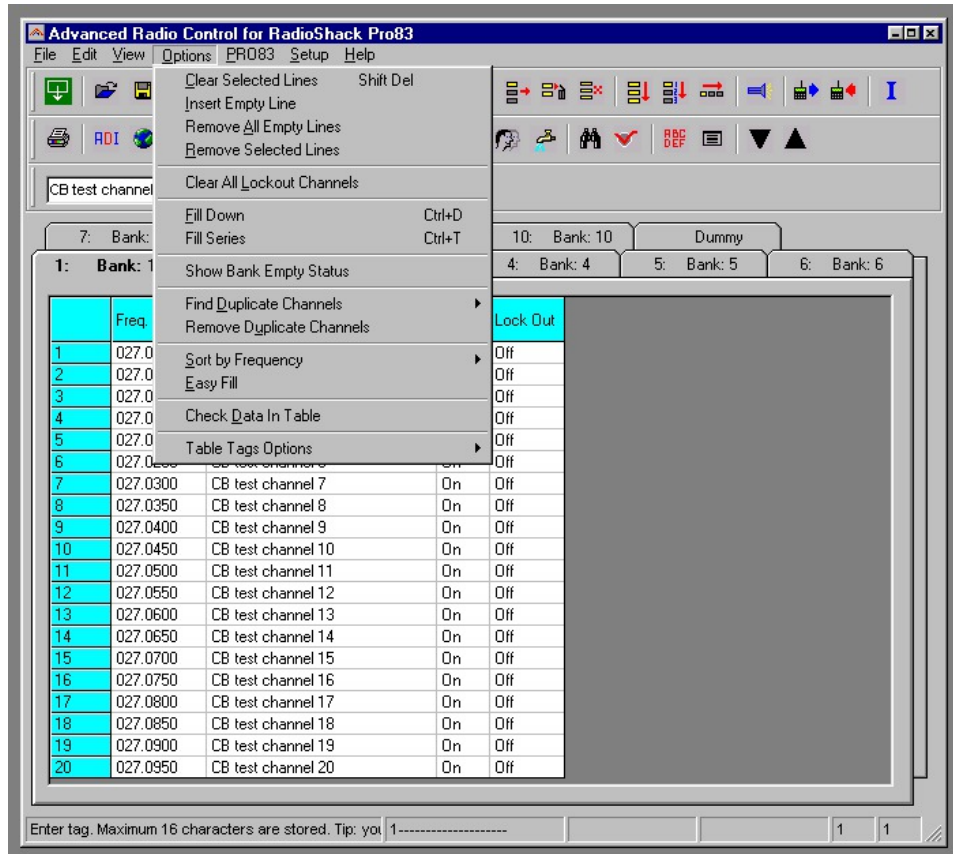 Advanced Radio Control for RadioShack Pro83
File Edit View Options PRO83 Setup Help
Clear Selected Lines Shift Del
Insert Empty Line
Remove All Empty Lines
Remove Selected Lines
Clear All Lockout Channels
Fill Down Ctrl+D
Fill Series Ctrl+T
Show Bank Empty Status
Find Duplicate Channels
Remove Duplicate Channels
Sort by Frequency
Easy Fill
Check Data In Table
Table Tags Options
I
ADI
ABC
DEF
CB test channel
7: Bank: 10: Bank: 10 Dummy
1: Bank: 1 4: Bank: 4 5: Bank: 5 6: Bank: 6
Freq. Lock Out
1 027.0 Off
2 027.0 Off
3 027.0 Off
4 027.0 Off
5 027.0 Off
6 027.0 Off
7 027.0300 CB test channel 7 On Off
8 027.0350 CB test channel 8 On Off
9 027.0400 CB test channel 9 On Off
10 027.0450 CB test channel 10 On Off
11 027.0500 CB test channel 11 On Off
12 027.0550 CB test channel 12 On Off
13 027.0600 CB test channel 13 On Off
14 027.0650 CB test channel 14 On Off
15 027.0700 CB test channel 15 On Off
16 027.0750 CB test channel 16 On Off
17 027.0800 CB test channel 17 On Off
18 027.0850 CB test channel 18 On Off
19 027.0900 CB test channel 19 On Off
20 027.0950 CB test channel 20 On Off
Enter tag. Maximum 16 characters are stored. Tip: you 1-------------------- 1 1